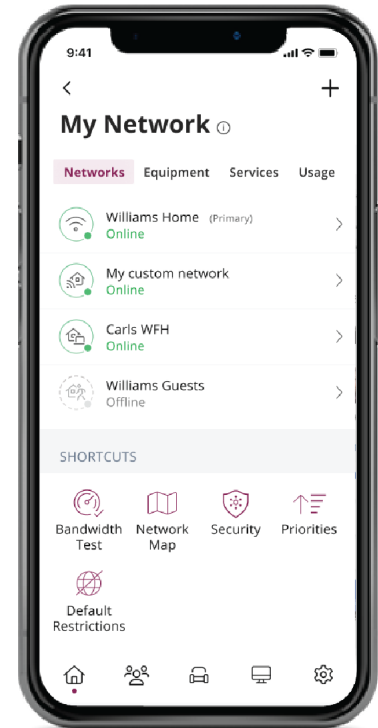 9:41
My Network
Networks Equipment Services Usage
Williams Home (Primary)
Online
My custom network
Online
Carls WFH
Online
Williams Guests
Offline
SHORTCUTS
Bandwidth Test
Network Map
Security
Priorities
Default
Restrictions